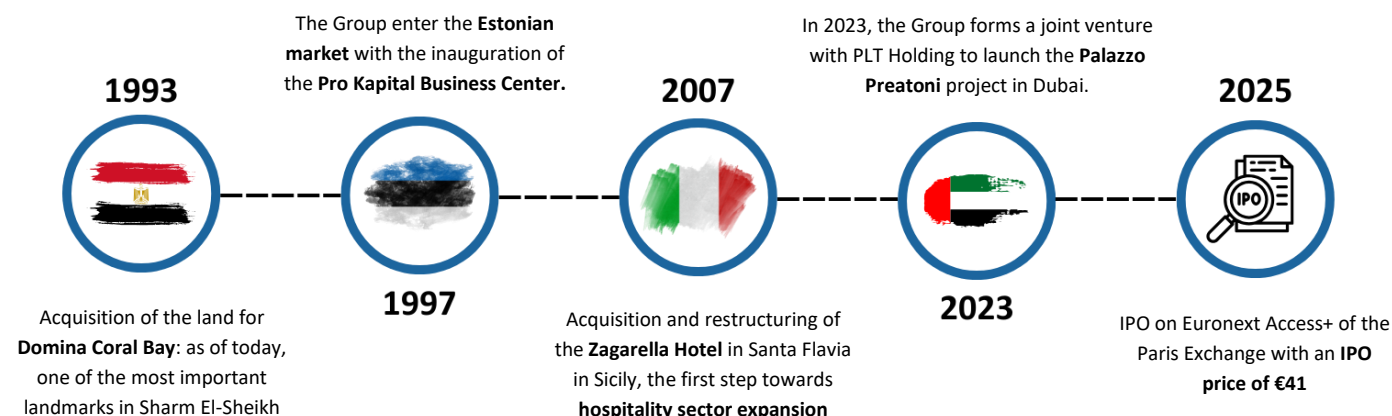 1993
Acquisition of the land for
Domina Coral Bay: as of today,
one of the most important
landmarks in Sharm El-Sheikh
The Group enter the Estonian
market with the inauguration of
the Pro Kapital Business Center.
1997
2007
Acquisition and restructuring of
the Zagarella Hotel in Santa Flavia
in Sicily, the first step towards
hospitality sector expansion
In 2023, the Group forms a joint venture
with PLT Holding to launch the Palazzo
Preatoni project in Dubai.
2023
2025
IPO
IPO on Euronext Access+ of the
Paris Exchange with an IPO
price of €41